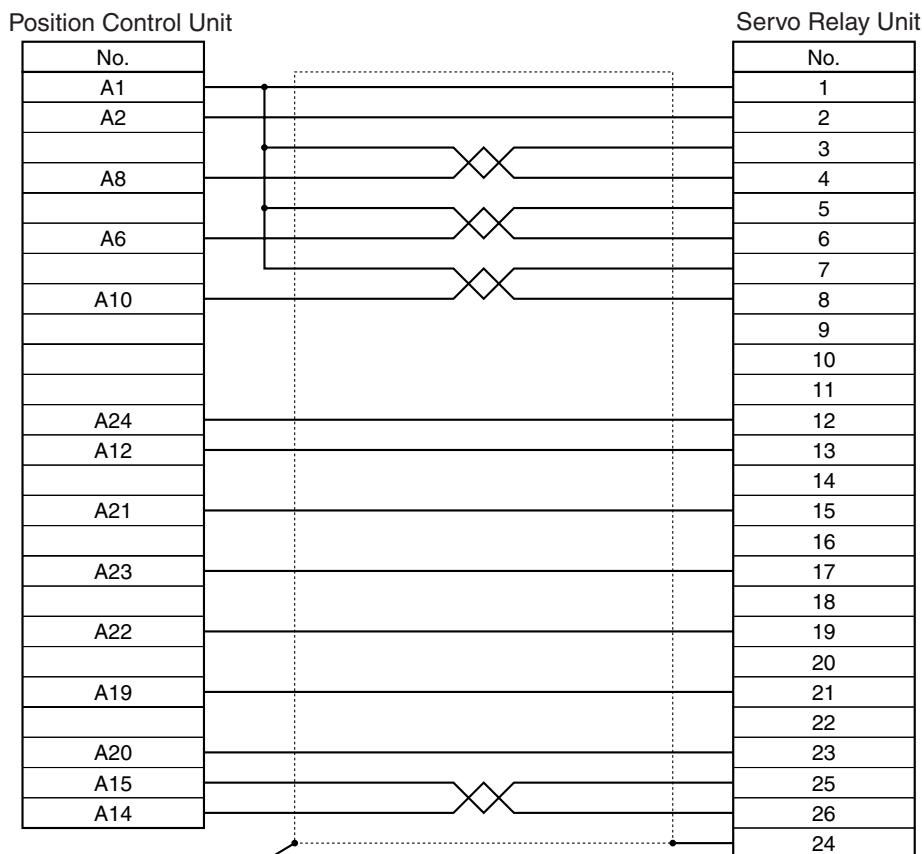 Position Control Unit Servo Relay Unit
No. No.
A1 1
A2 2
3
A8 4
5
A6 6
7
A10 8
9
10
11
A24 12
A12 13
14
A21 15
16
A23 17
18
A22 19
20
A19 21
22
A20 23
A15 25
A14 26
24